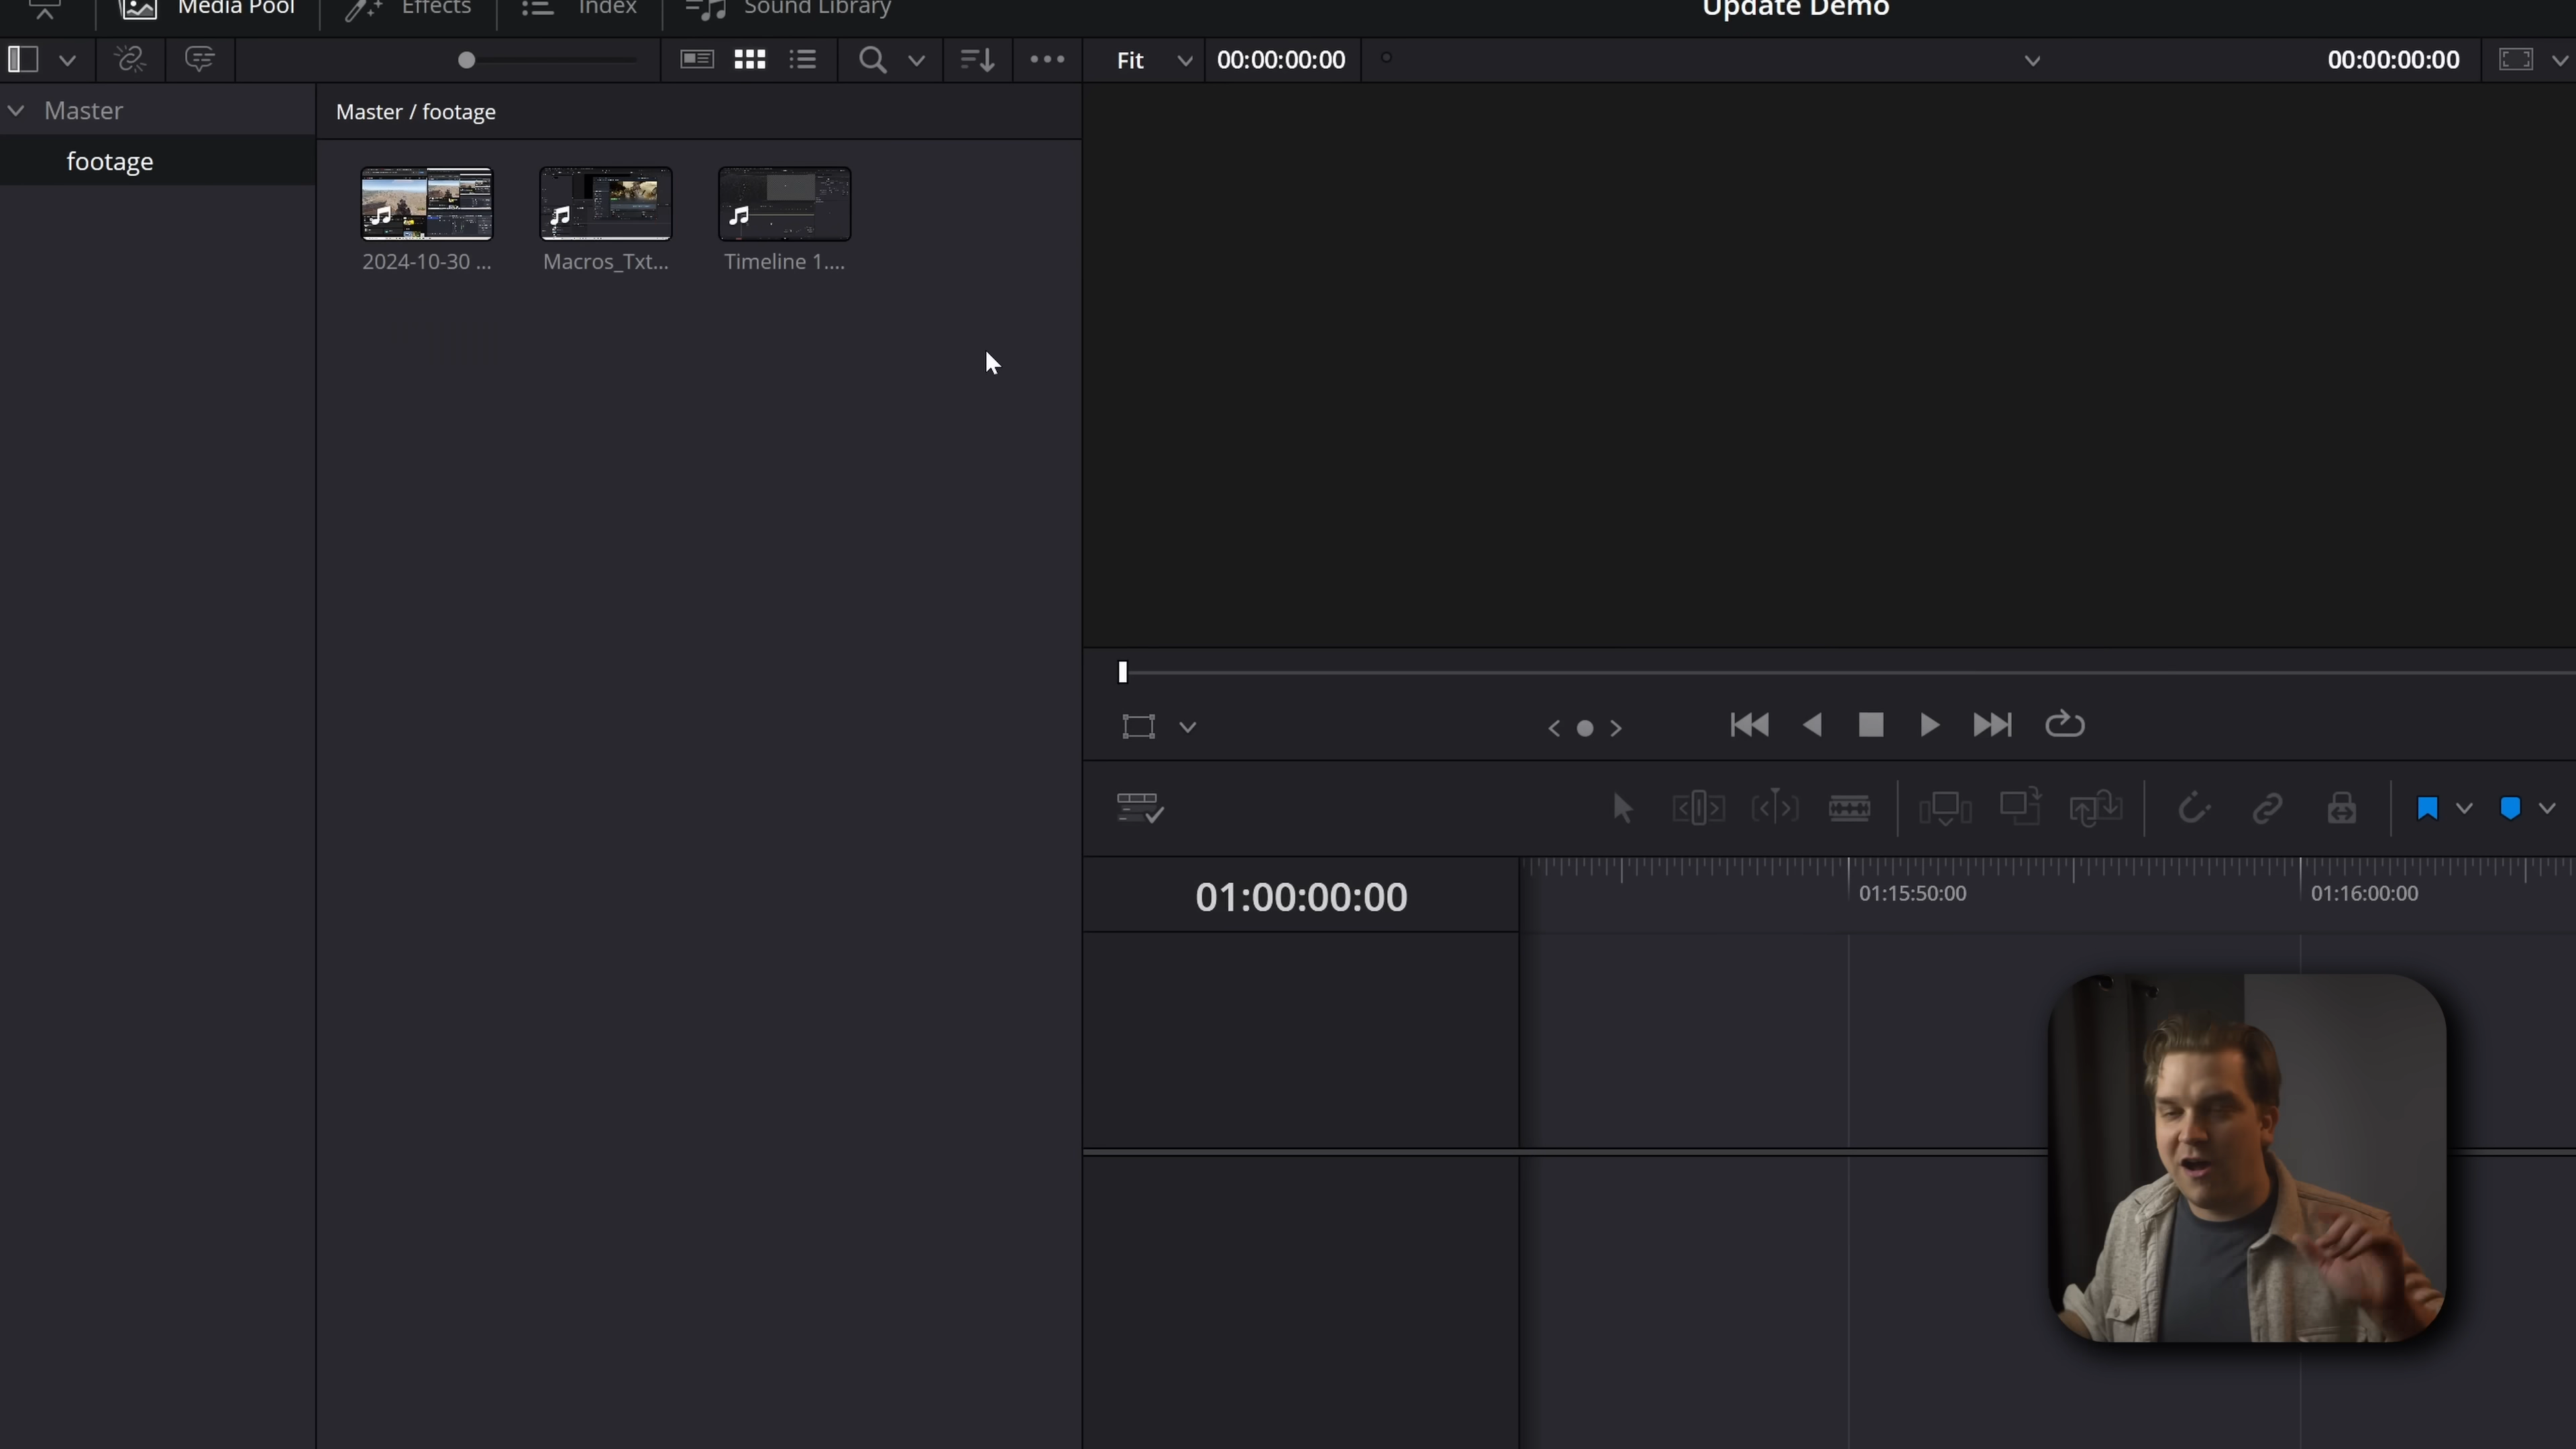 Media Pool
Effects
Index
Sound Library
Update Demo
Fit
00:00:00:00
00:00:00:00
Master
footage
Master / footage
2024-10-30 ...
Macros_Txt...
Timeline 1....
01:00:00:00
01:15:50:00
01:16:00:00